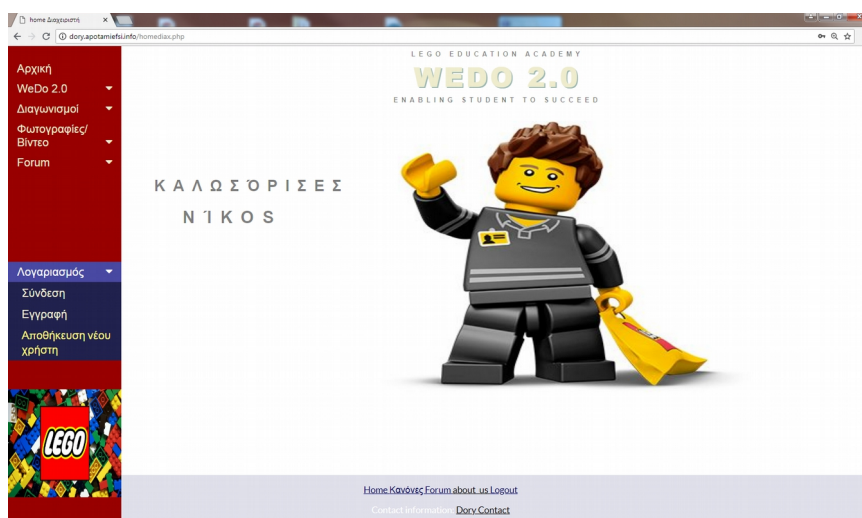 home Διαχειριστή
dory.apotamiefsi.info/homediax.php
Αρχική
WeDo 2.0
Διαγωνισμοί
Φωτογραφίες/
Βίντεο
Forum
Λογαριασμός
Σύνδεση
Εγγραφή
Αποθήκευση νέου
χρήστη
LEGO
LEGO EDUCATION ACADEMY
WEDO 2.0
ENABLING STUDENT TO SUCCEED
ΚΑΛΩΣΌΡΙΣΕΣ
ΝΊΚΟS
Home Κανόνες Forum about us Logout
Contact information: Dory Contact